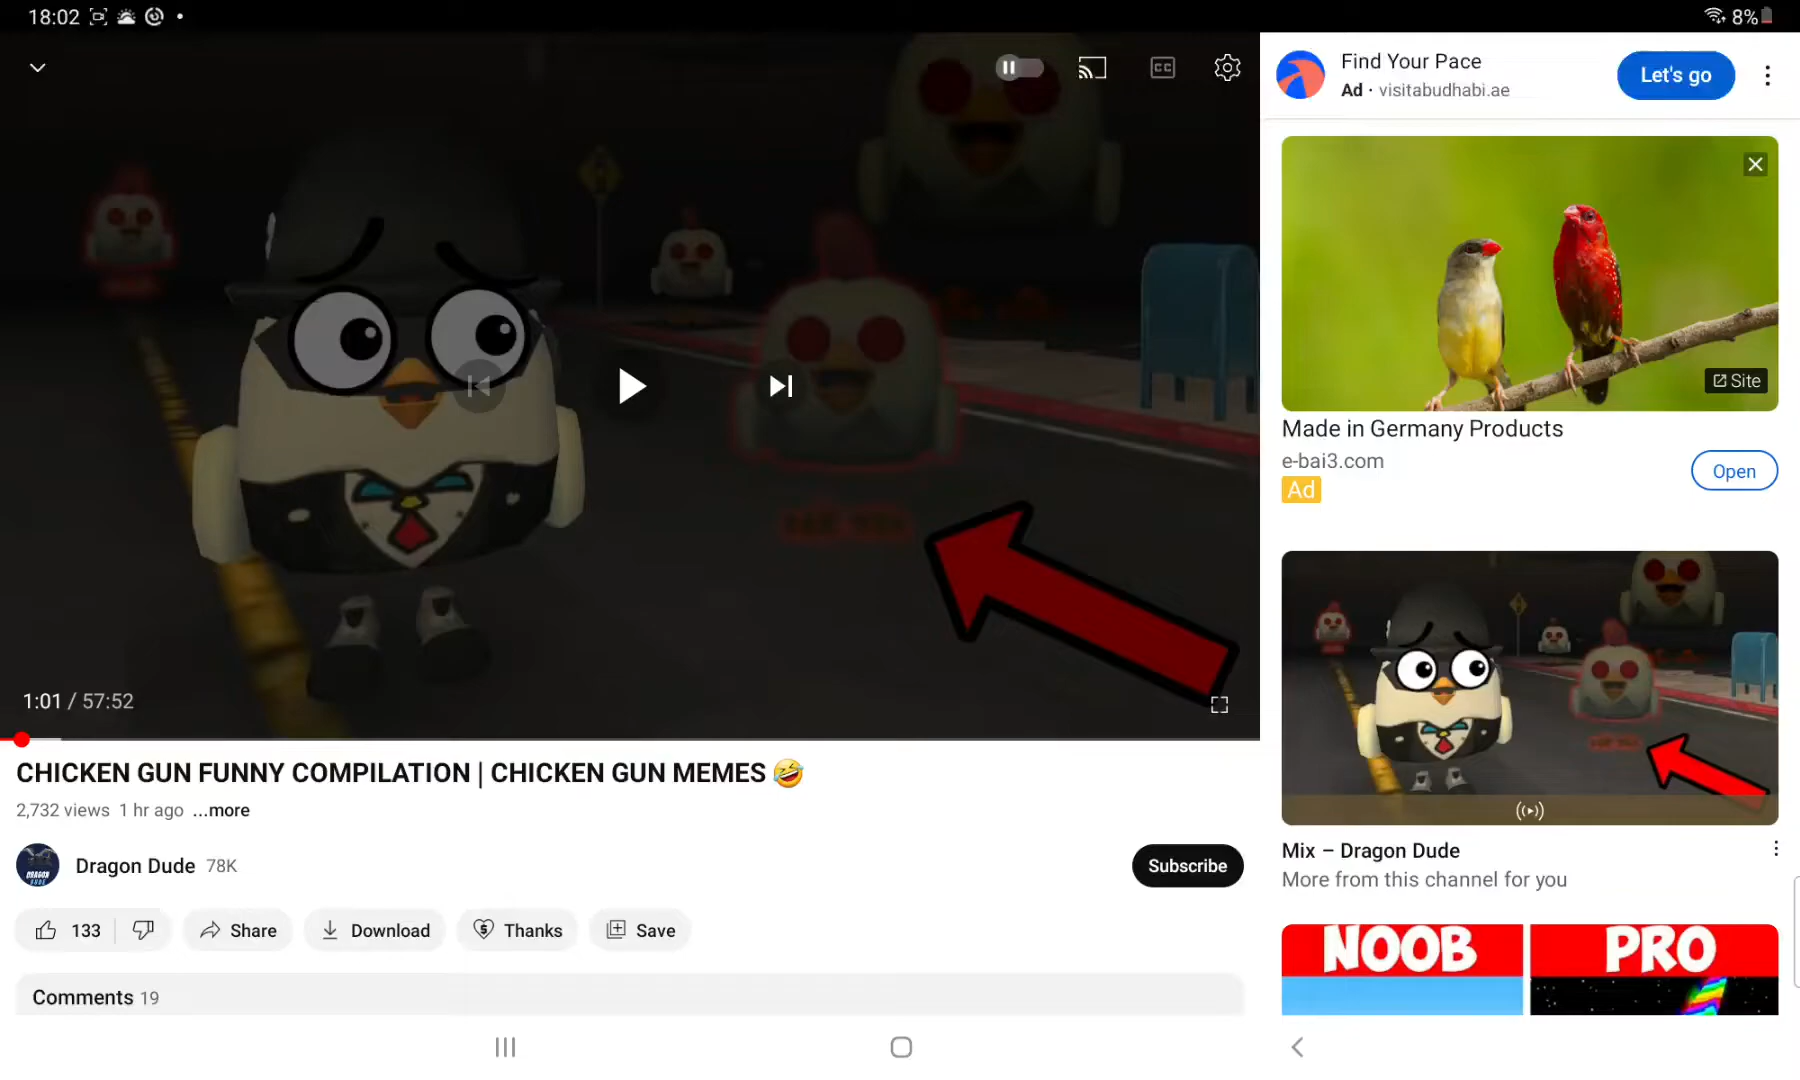 18:02
8%
Find Your Pace
Ad · visitabudhabi.ae
Let's go
CC
Site
Made in Germany Products
e-bai3.com
Ad
Open
1:01 / 57:52
CHICKEN GUN FUNNY COMPILATION | CHICKEN GUN MEMES 🤣
2,732 views 1 hr ago ...more
DRAGON
DUDE
Dragon Dude 78K
Subscribe
133
Share
Download
Thanks
Save
Comments 19
Mix – Dragon Dude
More from this channel for you
NOOB
PRO